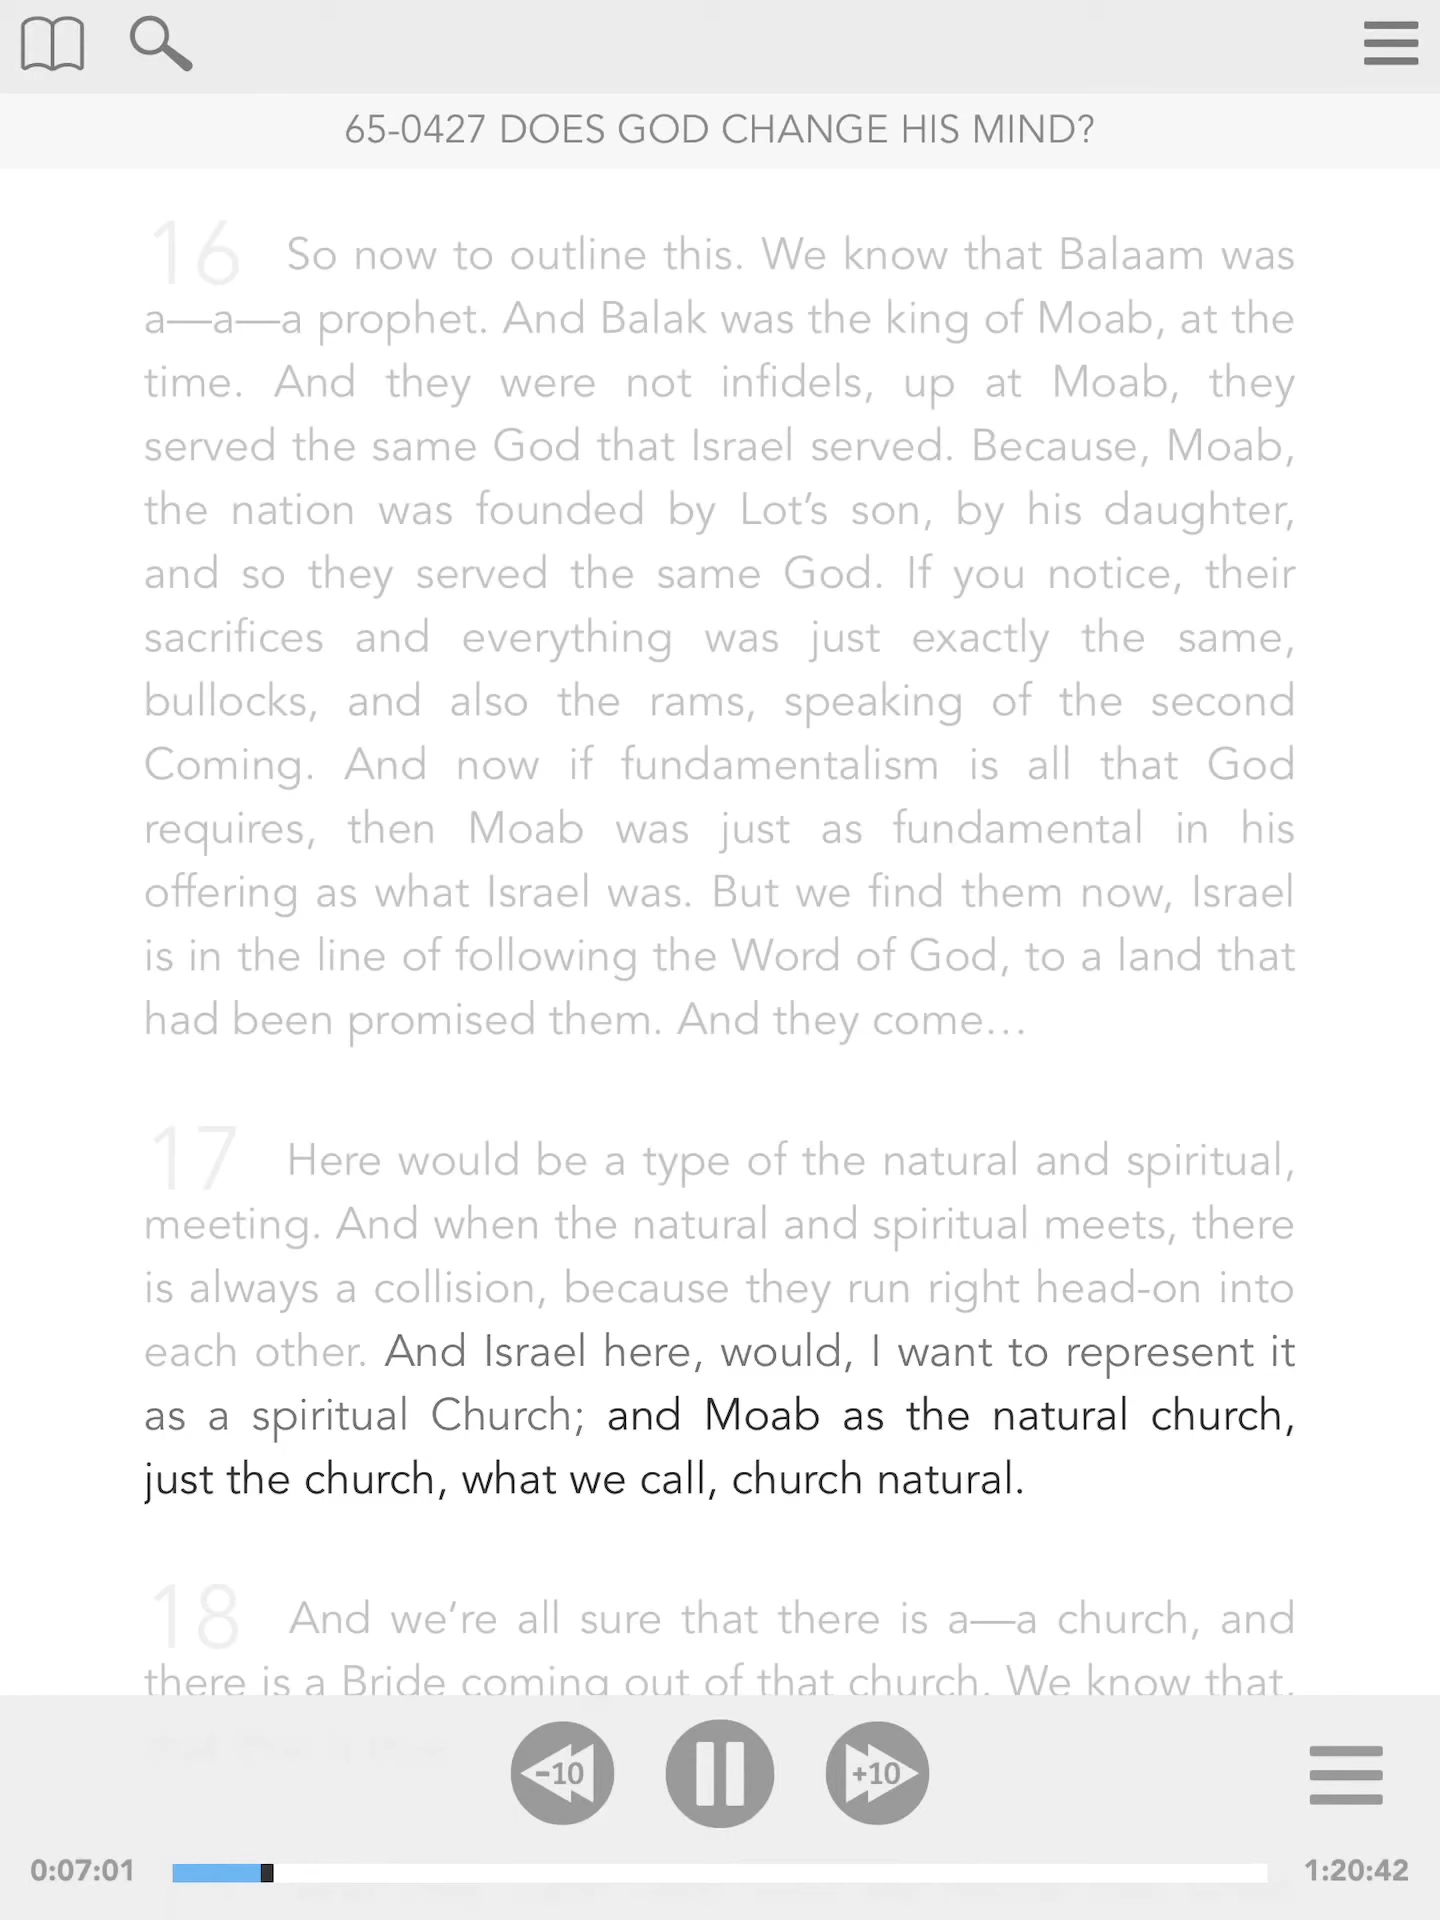 65-0427 DOES GOD CHANGE HIS MIND?
16 So now to outline this. We know that Balaam was
a—a—a prophet. And Balak was the king of Moab, at the
time. And they were not infidels, up at Moab, they
served the same God that Israel served. Because, Moab,
the nation was founded by Lot’s son, by his daughter,
and so they served the same God. If you notice, their
sacrifices and everything was just exactly the same,
bullocks, and also the rams, speaking of the second
Coming. And now if fundamentalism is all that God
requires, then Moab was just as fundamental in his
offering as what Israel was. But we find them now, Israel
is in the line of following the Word of God, to a land that
had been promised them. And they come…
17 Here would be a type of the natural and spiritual,
meeting. And when the natural and spiritual meets, there
is always a collision, because they run right head-on into
each other. And Israel here, would, I want to represent it
as a spiritual Church; and Moab as the natural church,
just the church, what we call, church natural.
18 And we’re all sure that there is a—a church, and
there is a Bride coming out of that church. We know that,
-10 +10
0:07:01 1:20:42